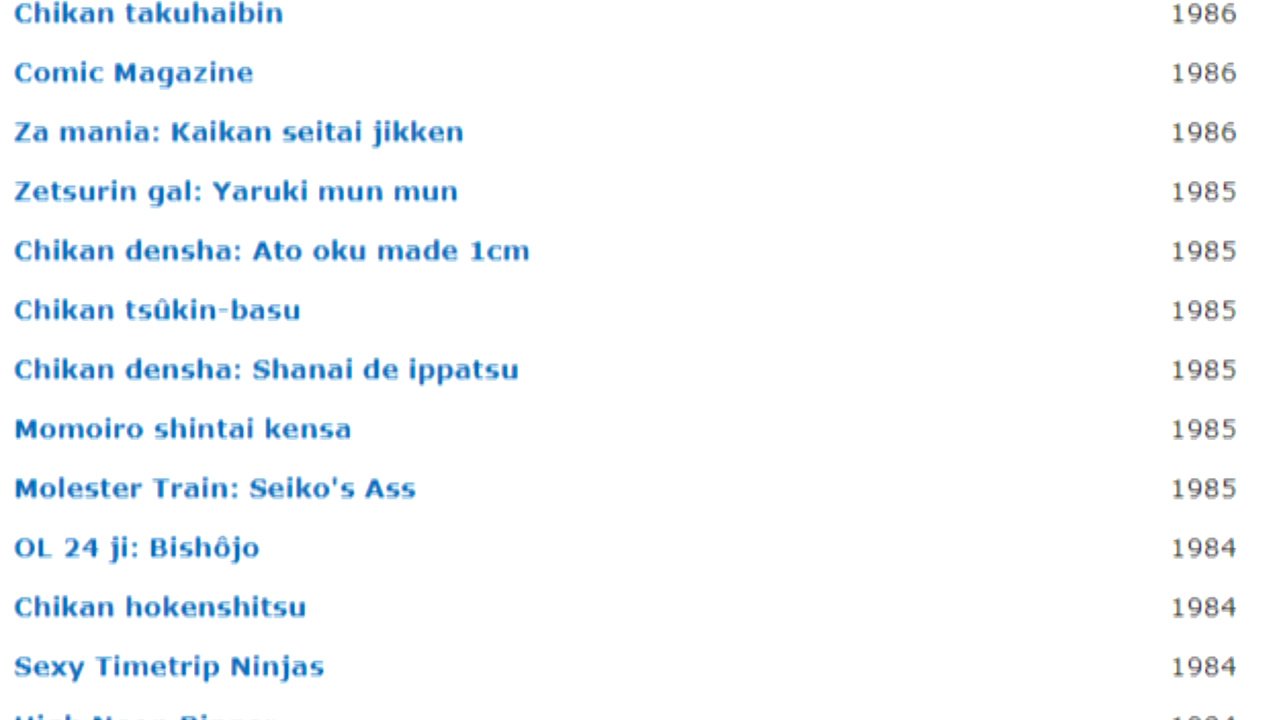 Chikan takuhaibin 1986
Comic Magazine 1986
Za mania: Kaikan seitai jikken 1986
Zetsurin gal: Yaruki mun mun 1985
Chikan densha: Ato oku made 1cm 1985
Chikan tsûkin-basu 1985
Chikan densha: Shanai de ippatsu 1985
Momoiro shintai kensa 1985
Molester Train: Seiko's Ass 1985
OL 24 ji: Bishôjo 1984
Chikan hokenshitsu 1984
Sexy Timetrip Ninjas 1984